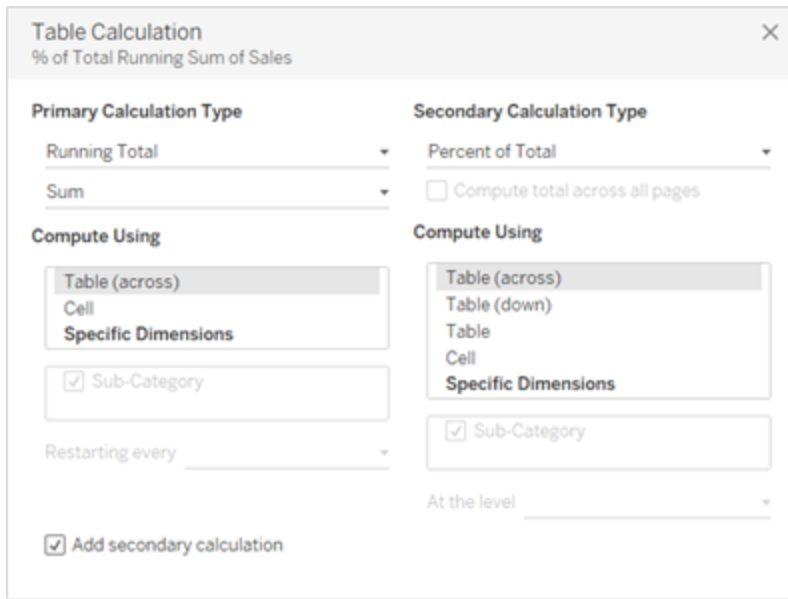 Table Calculation
% of Total Running Sum of Sales
Primary Calculation Type
Running Total
Sum
Compute Using
Table (across)
Cell
Specific Dimensions
Sub-Category
Restarting every
Add secondary calculation
Secondary Calculation Type
Percent of Total
Compute total across all pages
Compute Using
Table (across)
Table (down)
Table
Cell
Specific Dimensions
Sub-Category
At the level